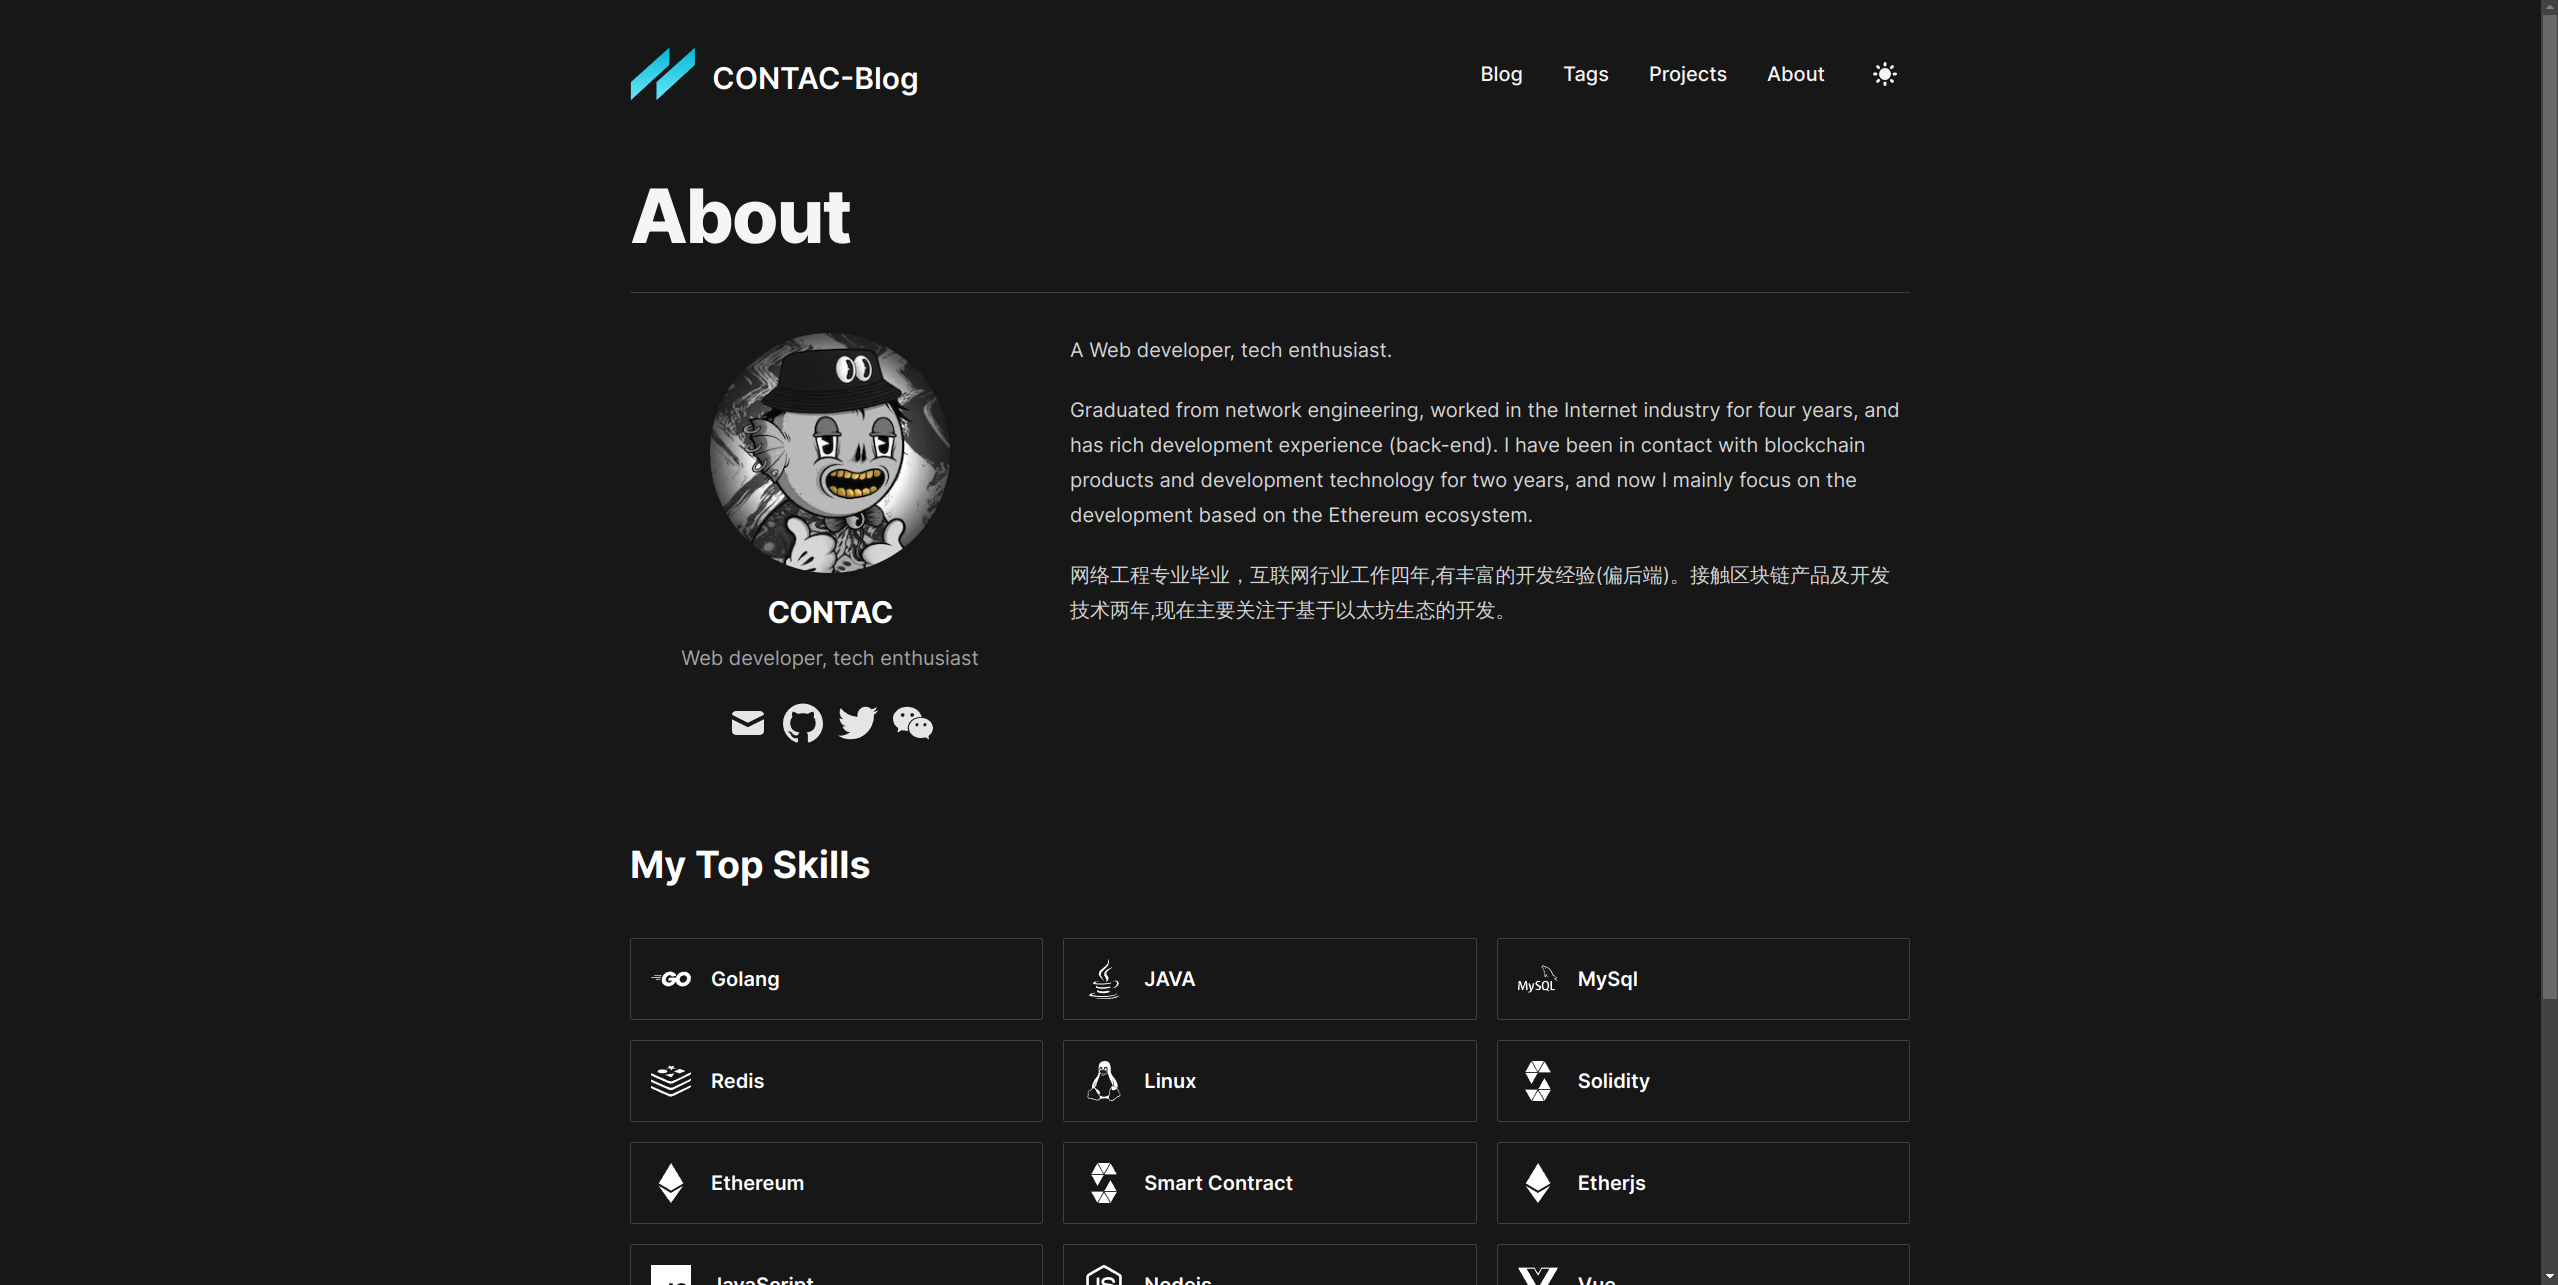 CONTAC-Blog
Blog Tags Projects About
About
CONTAC
Web developer, tech enthusiast
A Web developer, tech enthusiast.
Graduated from network engineering, worked in the Internet industry for four years, and
has rich development experience (back-end). I have been in contact with blockchain
products and development technology for two years, and now I mainly focus on the
development based on the Ethereum ecosystem.
网络工程专业毕业，互联网行业工作四年,有丰富的开发经验(偏后端)。接触区块链产品及开发
技术两年,现在主要关注于基于以太坊生态的开发。
My Top Skills
GO Golang
JAVA
MySQL MySql
Redis
Linux
Solidity
Ethereum
Smart Contract
Etherjs
JavaScript
JS Nodejs
Vue